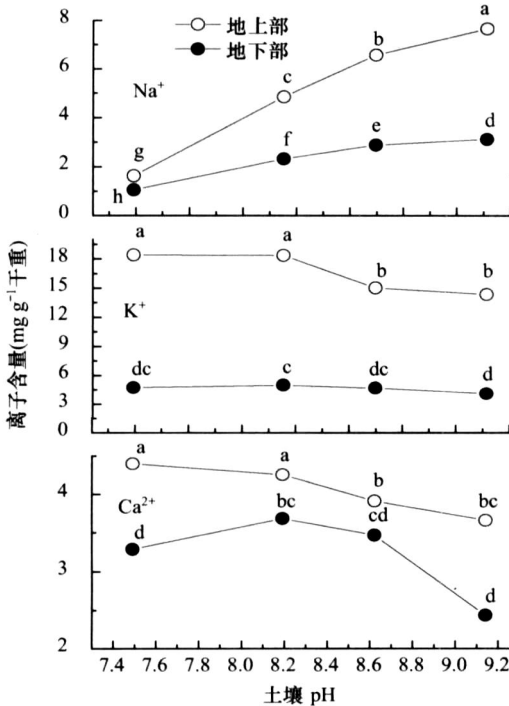 地上部
地下部
Na⁺
8
6
4
2
0
a
b
c
d
e
f
g
h
离子含量(mg g⁻¹干重)
K⁺
18
15
12
9
6
3
0
a a b b
dc c dc d
Ca²⁺
4
3
2
a a b bc
d bc cd d
7.4 7.6 7.8 8.0 8.2 8.4 8.6 8.8 9.0 9.2
土壤 pH